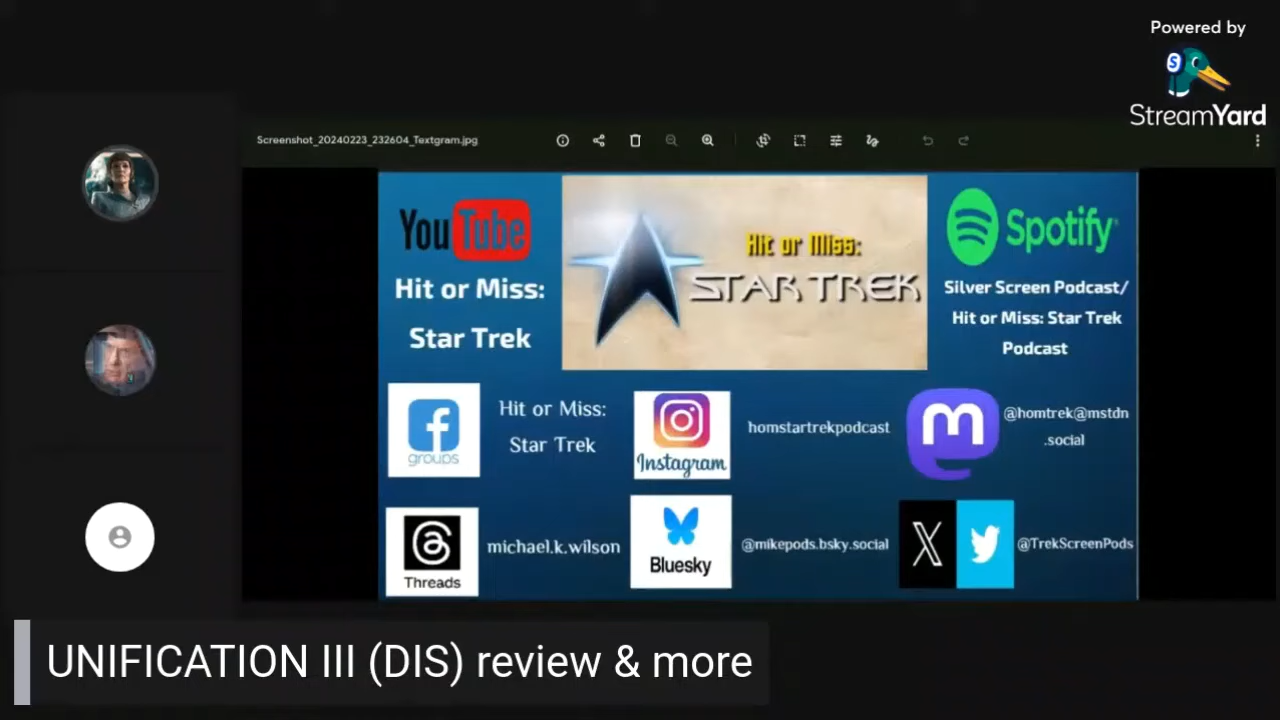 Powered by
StreamYard
Screenshot_20240223_232604_Textgram.jpg
YouTube
Hit or Miss:
Star Trek
Hit or Miss:
STAR TREK
Spotify
Silver Screen Podcast/
Hit or Miss: Star Trek
Podcast
groups
Hit or Miss:
Star Trek
Instagram
homstartrekpodcast
@homtrek@mstdn
.social
Threads
michael.k.wilson
Bluesky
@mikepods.bsky.social
@TrekScreenPods
UNIFICATION III (DIS) review & more